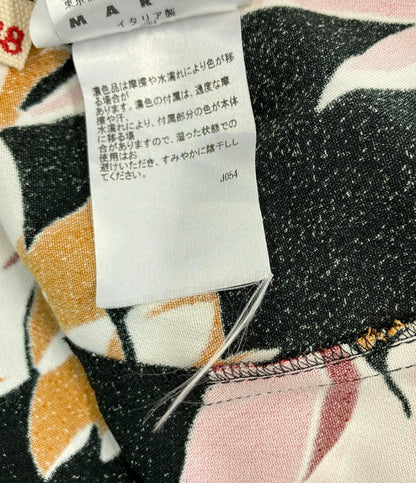 MAR
イタリア製
濃色品は摩擦や水濡れにより色が移
る場合が
あります。濃色の付属は、過度な摩
擦や汗、
水濡れにより、付属部分の色が本体
に移る場
合がありますので、湿った状態での
使用はお
避けいただき、すみやかに陰干しし
てください。
J054